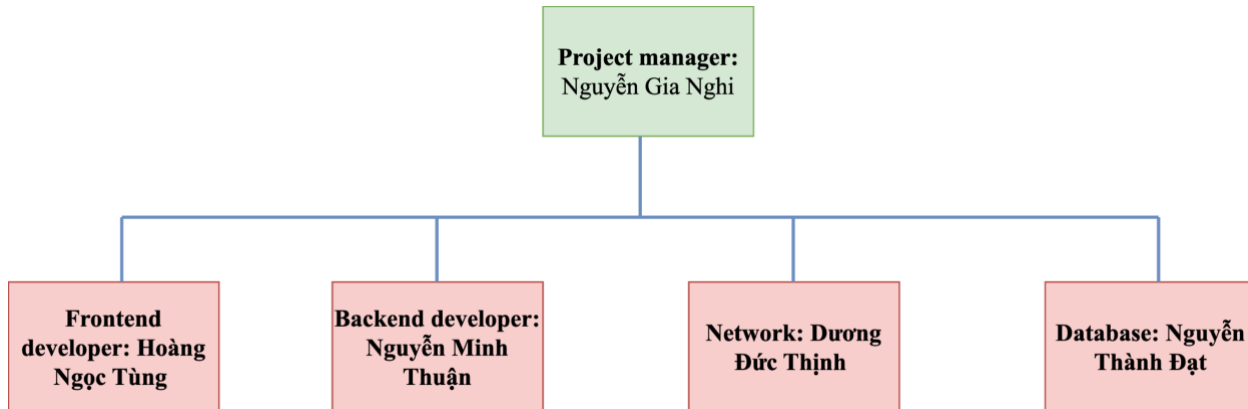 Project manager:
Nguyễn Gia Nghi
Frontend
developer: Hoàng
Ngọc Tùng
Backend developer:
Nguyễn Minh
Thuận
Network: Dương
Đức Thịnh
Database: Nguyễn
Thành Đạt